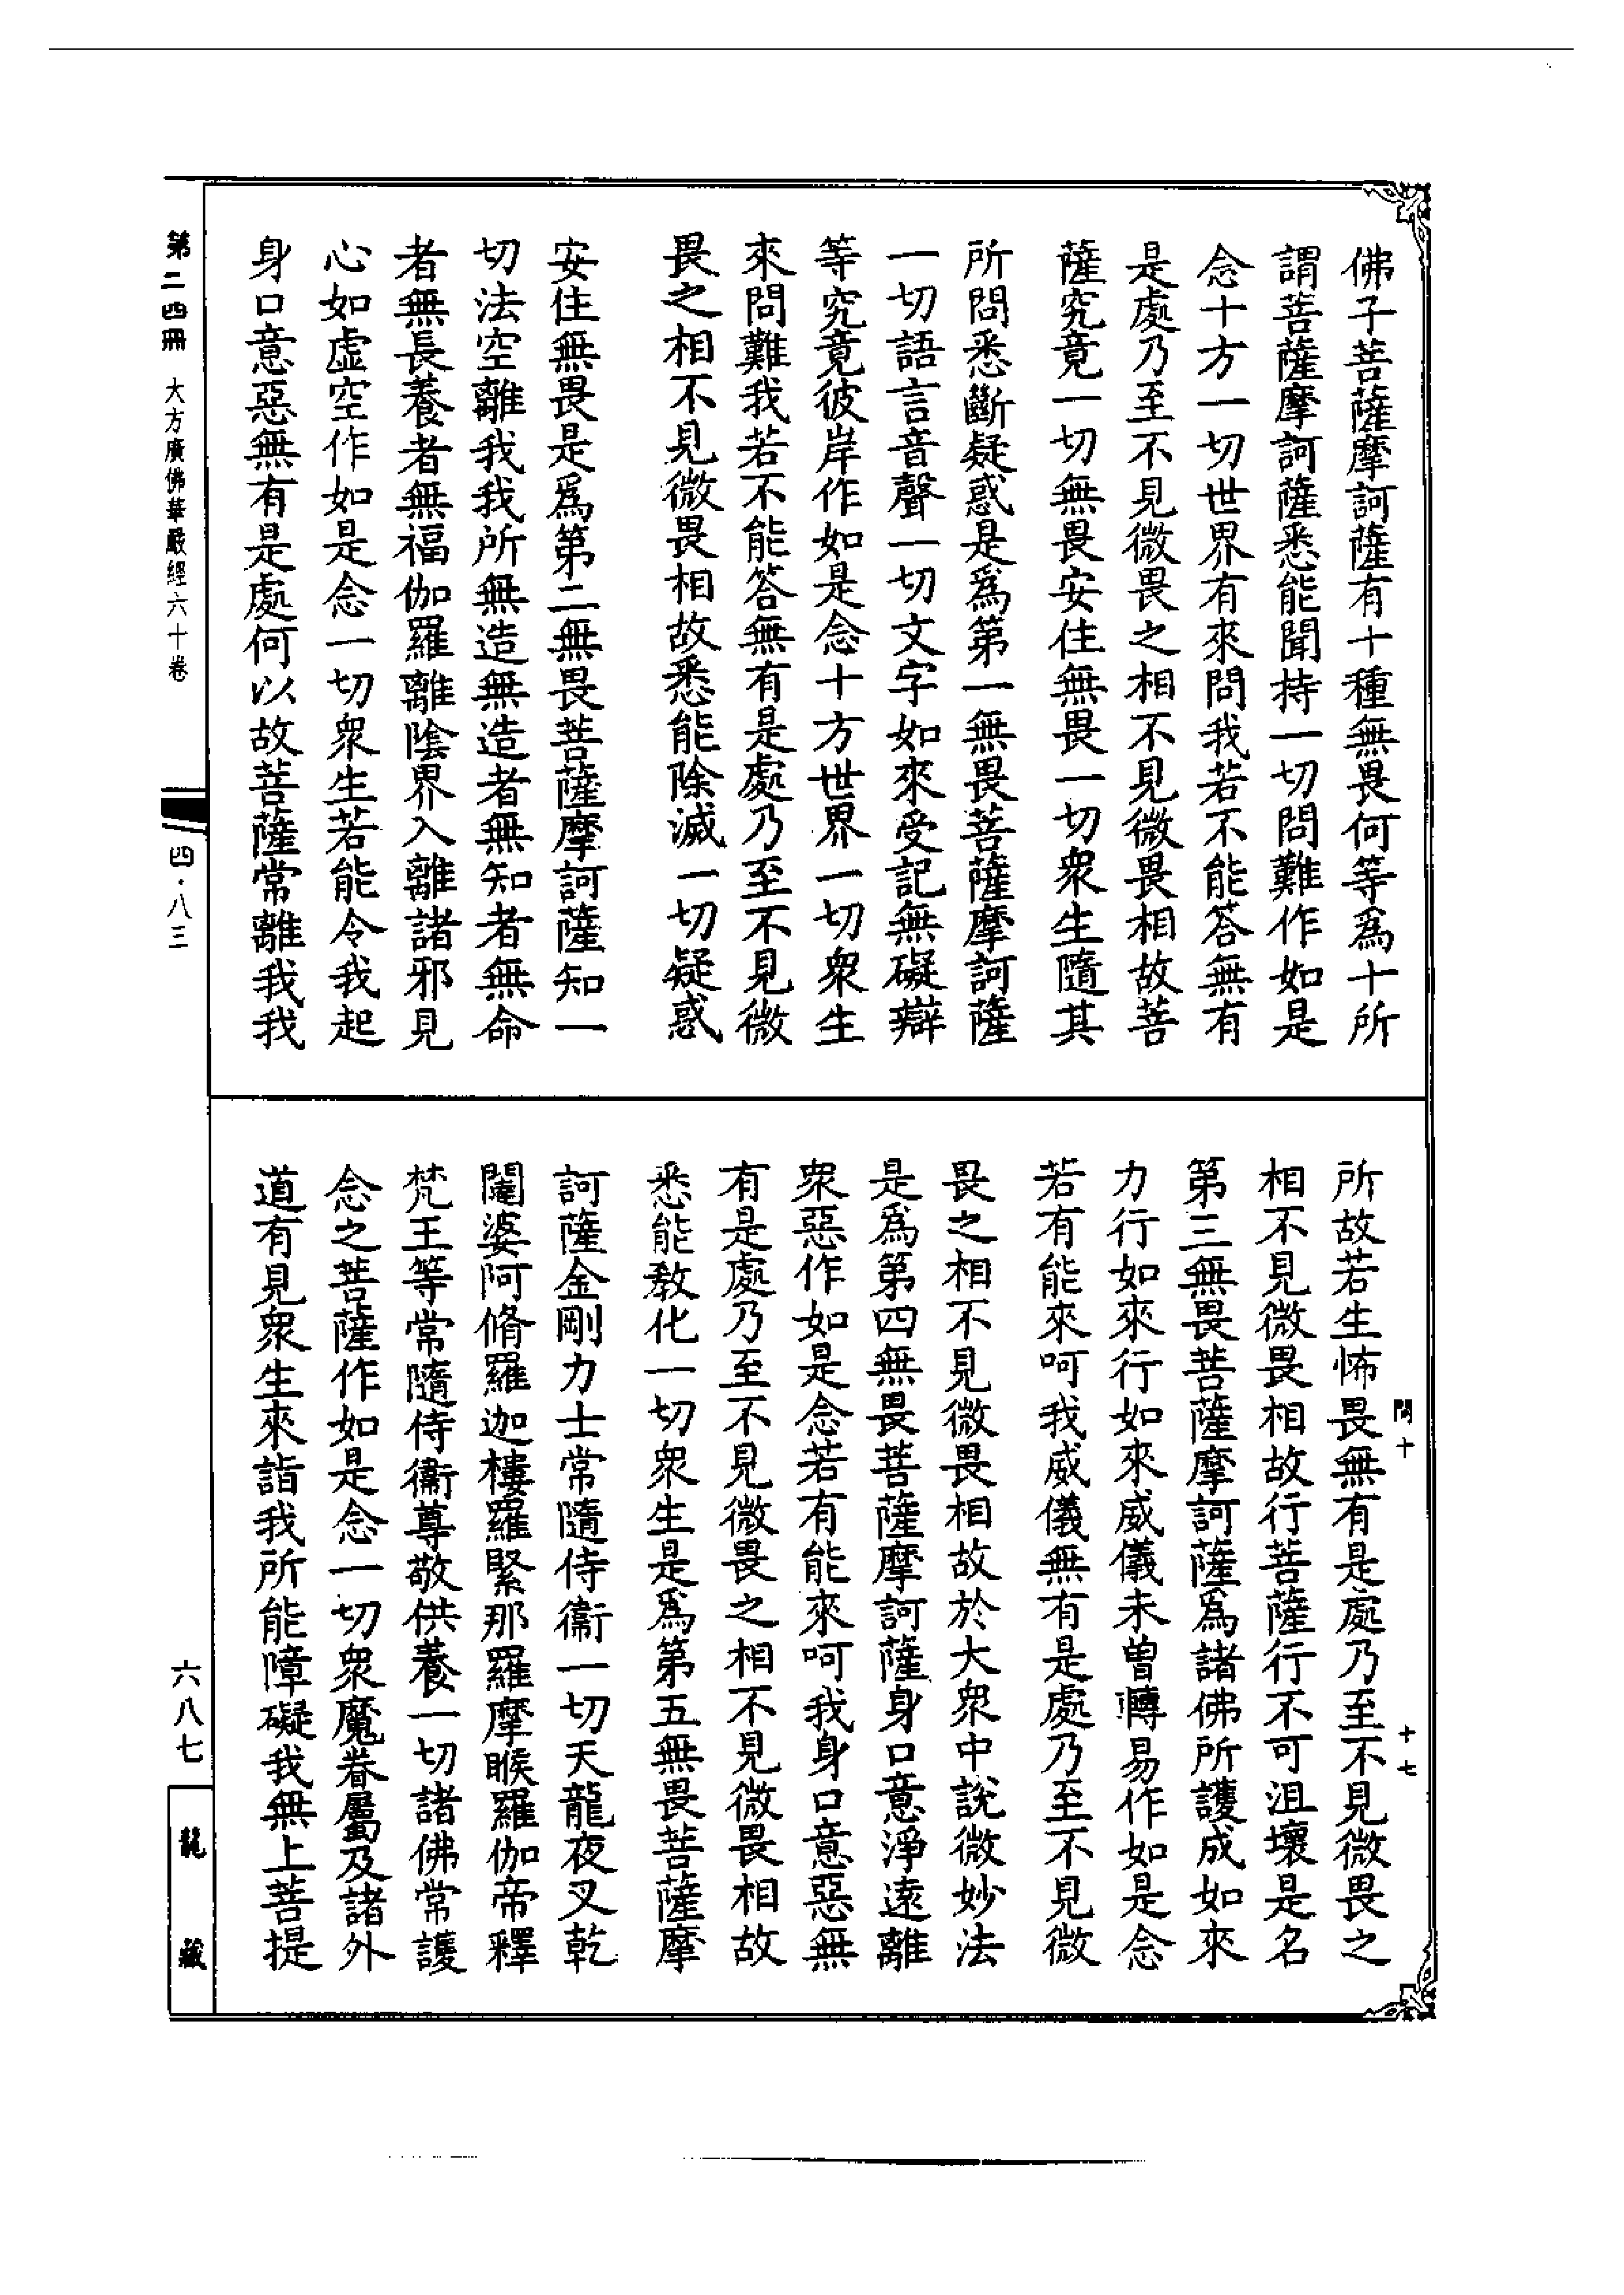 佛子菩薩摩訶薩有十種無畏何等爲十所
謂菩薩摩訶薩悉能聞持一切問難作如是
念十方一切世界有來問我若不能答無有
是處乃至不見微畏之相不見微畏相故菩
薩究竟一切無畏安住無畏一切衆生隨其
所問悉斷疑惑是爲第一無畏菩薩摩訶薩
一切語言音聲一切文字如來受記無礙辯
等究竟彼岸作如是念十方世界一切衆生
來問難我若不能答無有是處乃至不見微
畏之相不見微畏相故悉能除滅一切疑惑
安住無畏是爲第二無畏菩薩摩訶薩知一
切法空離我我所無造無造者無知者無命
者無長養者無福伽羅離陰界入離諸邪見
心如虛空作如是念一切衆生若能令我起
身口意惡無有是處何以故菩薩常離我我
所故若生怖畏無有是處乃至不見微畏之
相不見微畏相故行菩薩行不可沮壞是名
第三無畏菩薩摩訶薩爲諸佛所護成如來
力行如來行如來威儀未曾轉易作如是念
若有能來呵我威儀無有是處乃至不見微
畏之相不見微畏相故於大衆中說微妙法
是爲第四無畏菩薩摩訶薩身口意淨遠離
衆惡作如是念若有能來呵我身口意惡無
有是處乃至不見微畏之相不見微畏相故
悉能教化一切衆生是爲第五無畏菩薩摩
訶薩金剛力士常隨侍衞一切天龍夜叉乾
闥婆阿脩羅迦樓羅緊那羅摩睺羅伽帝釋
梵王等常隨侍衞尊敬供養一切諸佛常護
念之菩薩作如是念一切衆魔眷屬及諸外
道有見衆生來詣我所能障礙我無上菩提
問十
十七
第二四冊 大方廣佛華嚴經六十卷
四·八三
六八七
龍藏